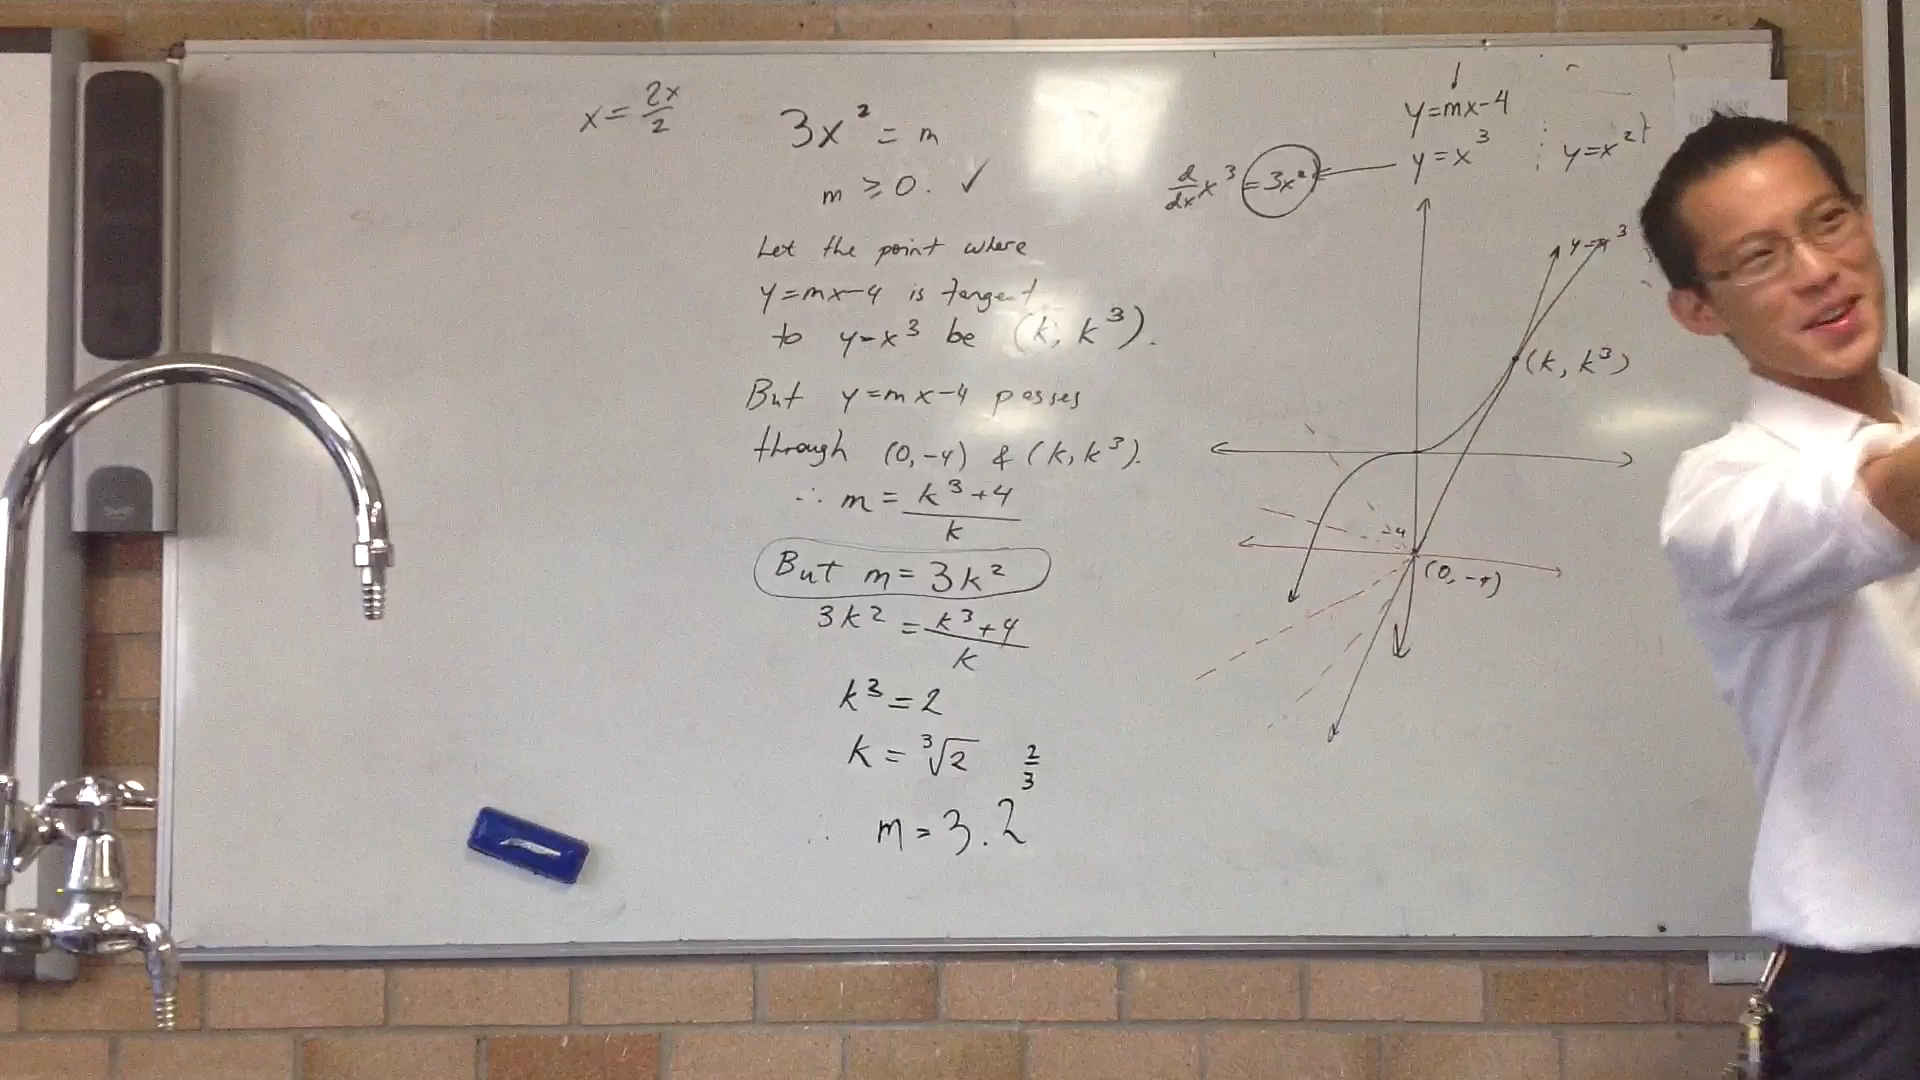 x = 2x/2
3x² = m
m ≥ 0. ✓
Let the point where
y=mx-4 is tangent
to y=x³ be (k, k³).
But y=mx-4 passes
through (0,-4) & (k, k³).
∴ m = k³+4/k
But m = 3k²
3k² = k³+4/k
k³ = 2
k = ³√2
∴ m = 3.2^(2/3)
y=mx-4
y=x³
y=x²
d/dx x³ = 3x²
y=x³
(k, k³)
-4
(0, -4)